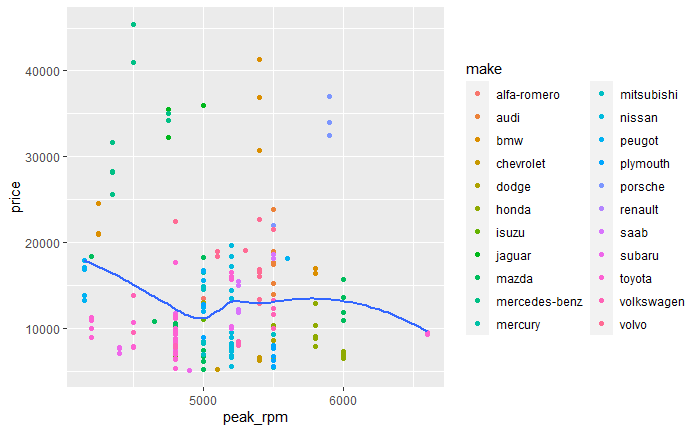 40000
30000
20000
10000
price
5000
6000
peak_rpm
make
alfa-romero
audi
bmw
chevrolet
dodge
honda
isuzu
jaguar
mazda
mercedes-benz
mercury
mitsubishi
nissan
peugot
plymouth
porsche
renault
saab
subaru
toyota
volkswagen
volvo